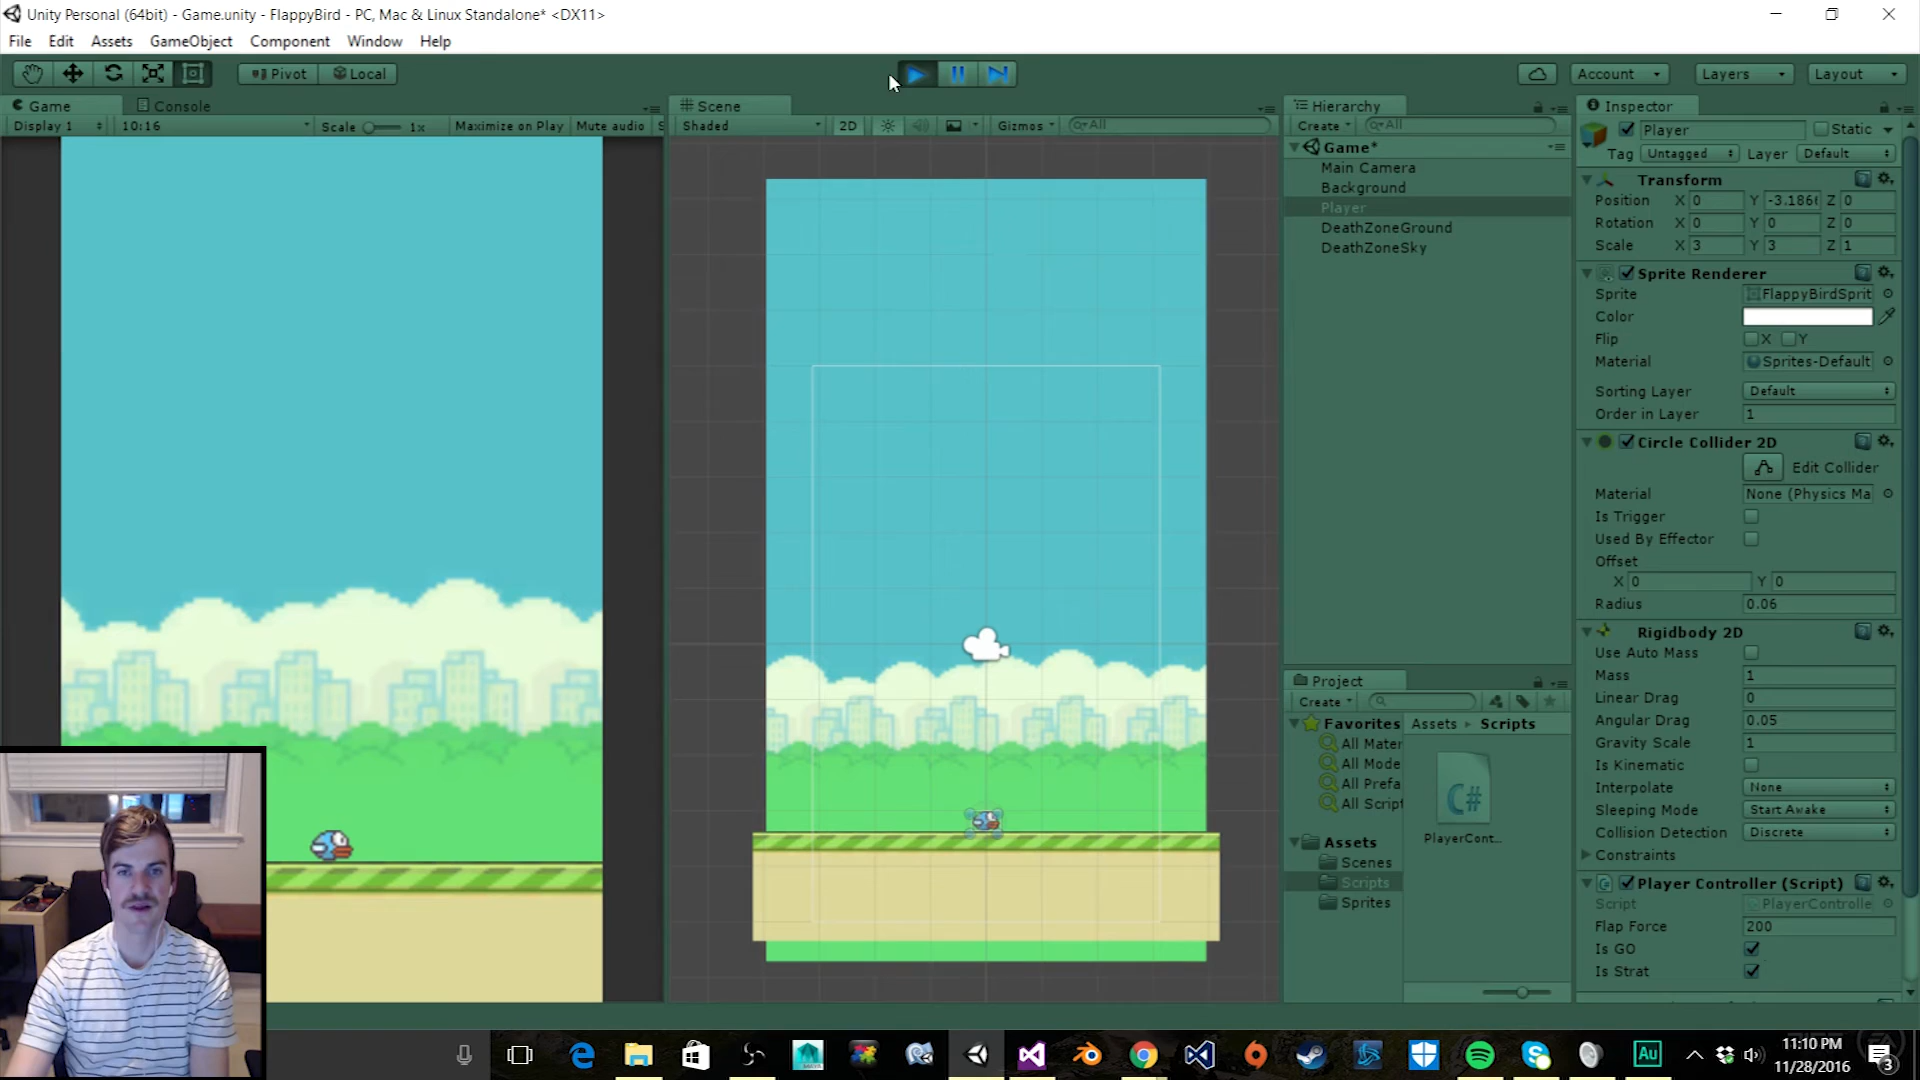 Unity Personal (64bit) - Game.unity - FlappyBird - PC, Mac & Linux Standalone* <DX11>
File Edit Assets GameObject Component Window Help
Pivot Local Account Layers Layout
Game Console Scene Hierarchy Inspector
Display 1 10:16 Scale 1x Maximize on Play Mute audio S Shaded 2D Gizmos All Create All
Player Static
Tag Untagged Layer Default
Game*
Main Camera
Background
Player
DeathZoneGround
DeathZoneSky
Transform
Position X 0 Y -3.186 Z 0
Rotation X 0 Y 0 Z 0
Scale X 3 Y 3 Z 1
Sprite Renderer
Sprite FlappyBirdSprit
Color
Flip X Y
Material Sprites-Default
Sorting Layer Default
Order in Layer 1
Circle Collider 2D
Edit Collider
Material None (Physics Ma
Is Trigger
Used By Effector
Offset
X 0 Y 0
Radius 0.06
Rigidbody 2D
Use Auto Mass
Mass 1
Linear Drag 0
Angular Drag 0.05
Gravity Scale 1
Is Kinematic
Interpolate None
Sleeping Mode Start Awake
Collision Detection Discrete
Constraints
Player Controller (Script)
Script PlayerControlle
Flap Force 200
Is GO
Is Strat
Project
Create
Favorites Assets Scripts
All Mater
All Mode
All Prefa
All Script
Assets
Scenes
Scripts
Sprites
C#
PlayerCont...
Au
11:10 PM
11/28/2016
3